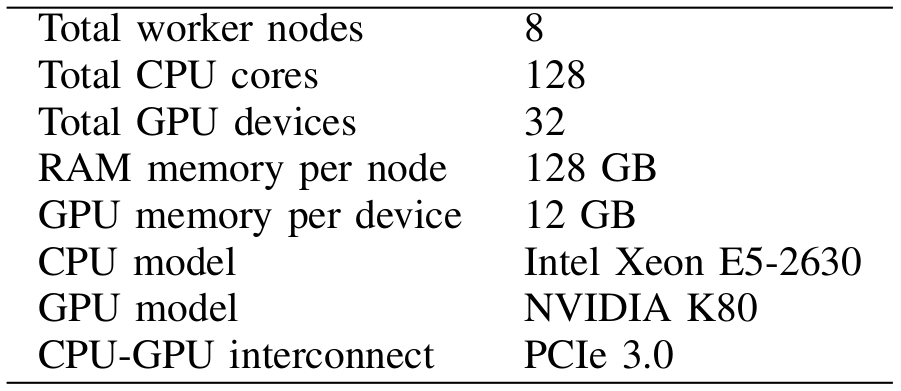 Total worker nodes 8
Total CPU cores 128
Total GPU devices 32
RAM memory per node 128 GB
GPU memory per device 12 GB
CPU model Intel Xeon E5-2630
GPU model NVIDIA K80
CPU-GPU interconnect PCIe 3.0